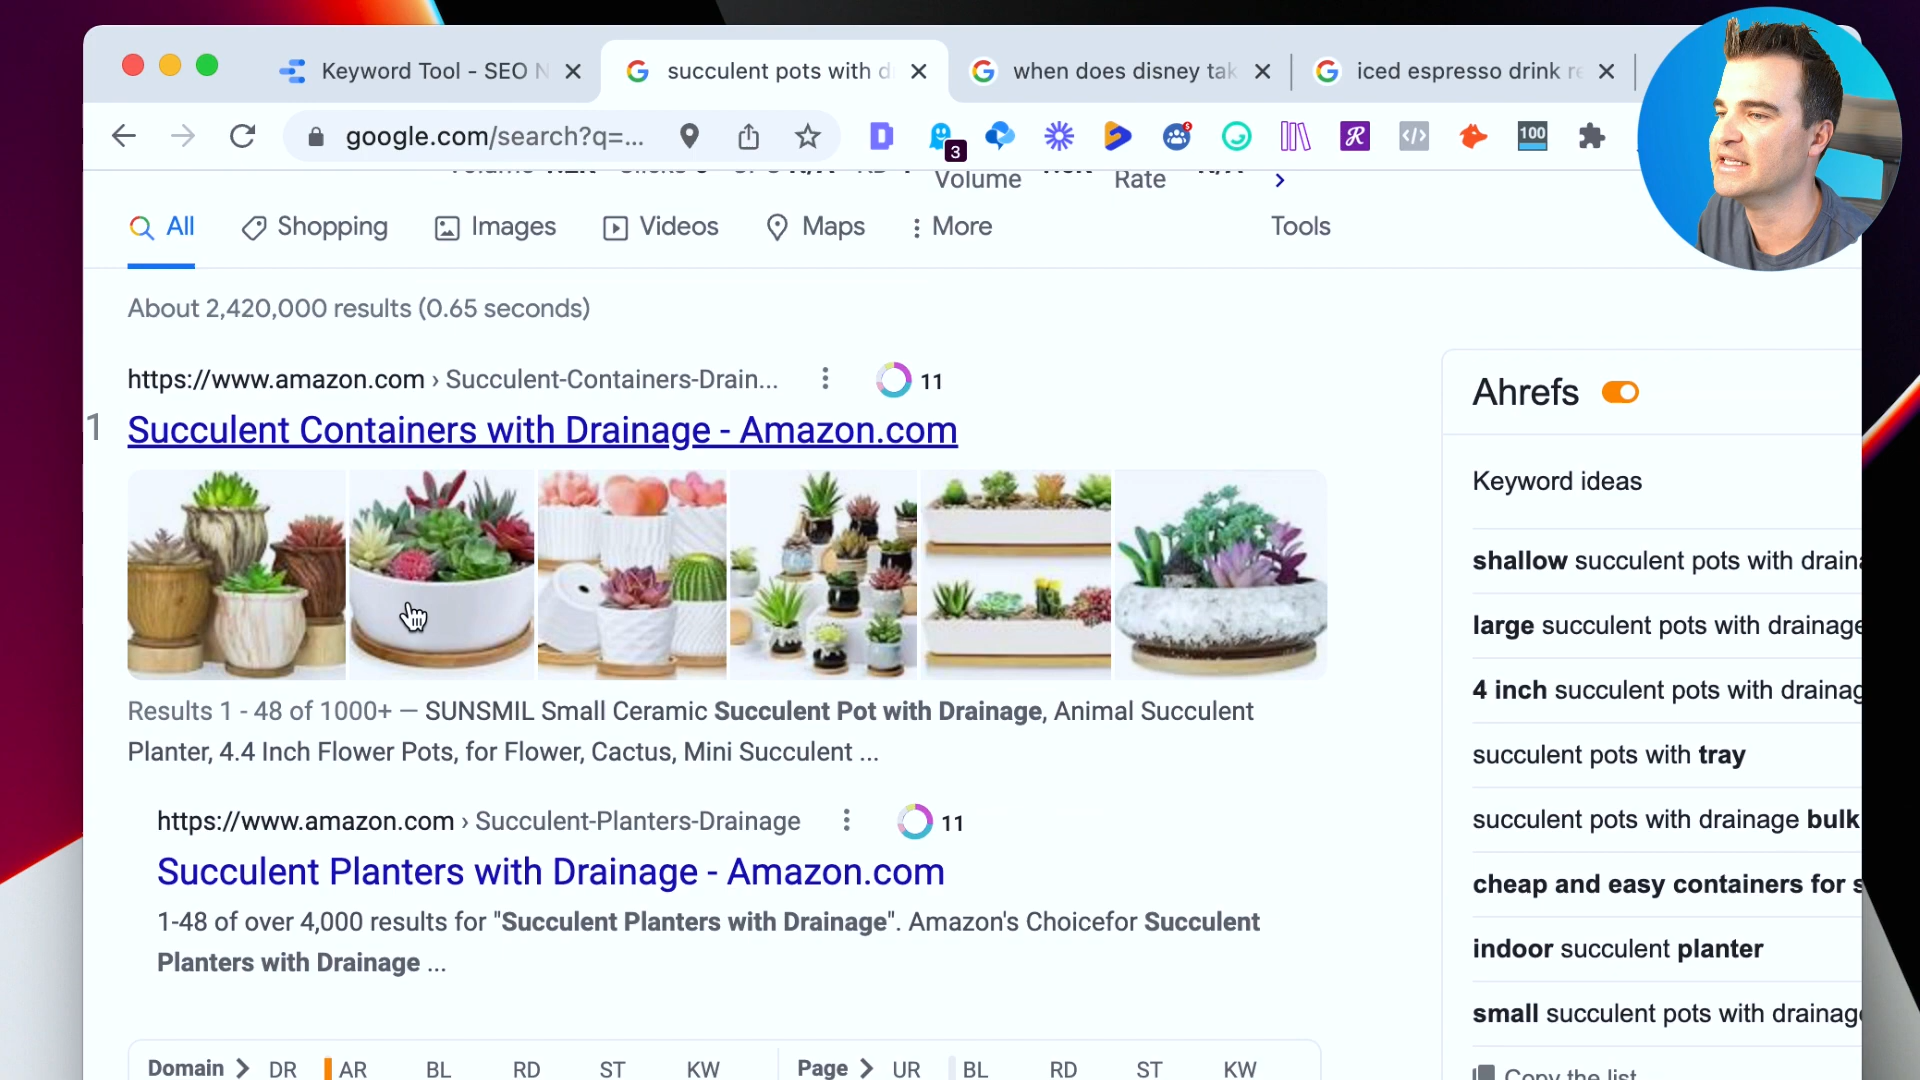 Keyword Tool - SEO N
succulent pots with d
when does disney tak
iced espresso drink re
google.com/search?q=...
3
100
Volume
Rate
All
Shopping
Images
Videos
Maps
More
Tools
About 2,420,000 results (0.65 seconds)
https://www.amazon.com › Succulent-Containers-Drain...
11
1
Succulent Containers with Drainage - Amazon.com
Results 1 - 48 of 1000+ — SUNSMIL Small Ceramic Succulent Pot with Drainage, Animal Succulent
Planter, 4.4 Inch Flower Pots, for Flower, Cactus, Mini Succulent ...
https://www.amazon.com › Succulent-Planters-Drainage
11
Succulent Planters with Drainage - Amazon.com
1-48 of over 4,000 results for "Succulent Planters with Drainage". Amazon's Choicefor Succulent
Planters with Drainage ...
Domain DR AR BL RD ST KW
Page UR BL RD ST KW
Ahrefs
Keyword ideas
shallow succulent pots with drain
large succulent pots with drainage
4 inch succulent pots with drainag
succulent pots with tray
succulent pots with drainage bulk
cheap and easy containers for s
indoor succulent planter
small succulent pots with drainag
Copy the list